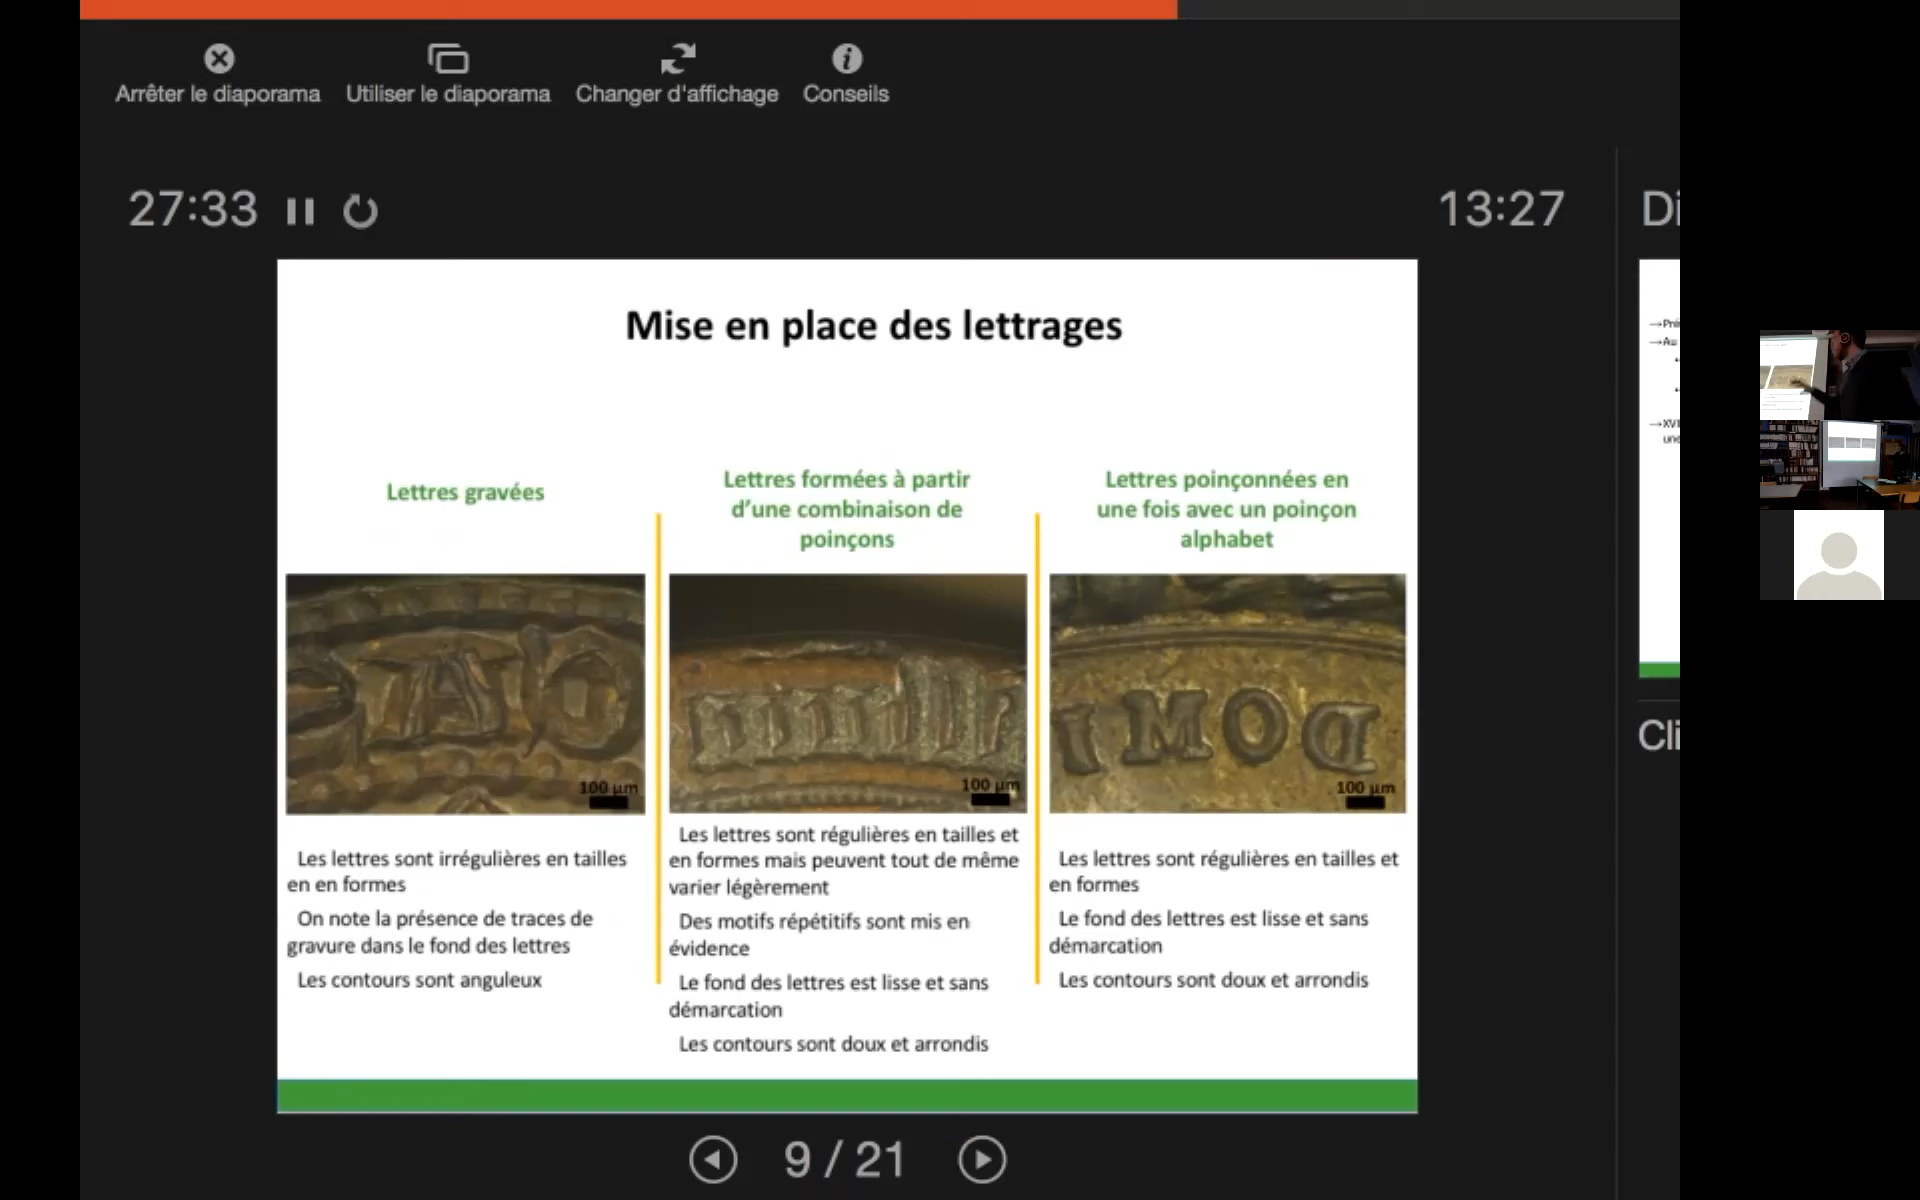 Arrêter le diaporama
Utiliser le diaporama
Changer d'affichage
Conseils
27:33
13:27
Di
Mise en place des lettrages
Lettres gravées
Lettres formées à partir
d'une combinaison de
poinçons
Lettres poinçonnées en
une fois avec un poinçon
alphabet
100 µm
100 µm
DOMI
100 µm
Les lettres sont irrégulières en tailles
en en formes
On note la présence de traces de
gravure dans le fond des lettres
Les contours sont anguleux
Les lettres sont régulières en tailles et
en formes mais peuvent tout de même
varier légèrement
Des motifs répétitifs sont mis en
évidence
Le fond des lettres est lisse et sans
démarcation
Les contours sont doux et arrondis
Les lettres sont régulières en tailles et
en formes
Le fond des lettres est lisse et sans
démarcation
Les contours sont doux et arrondis
9 / 21
Cli